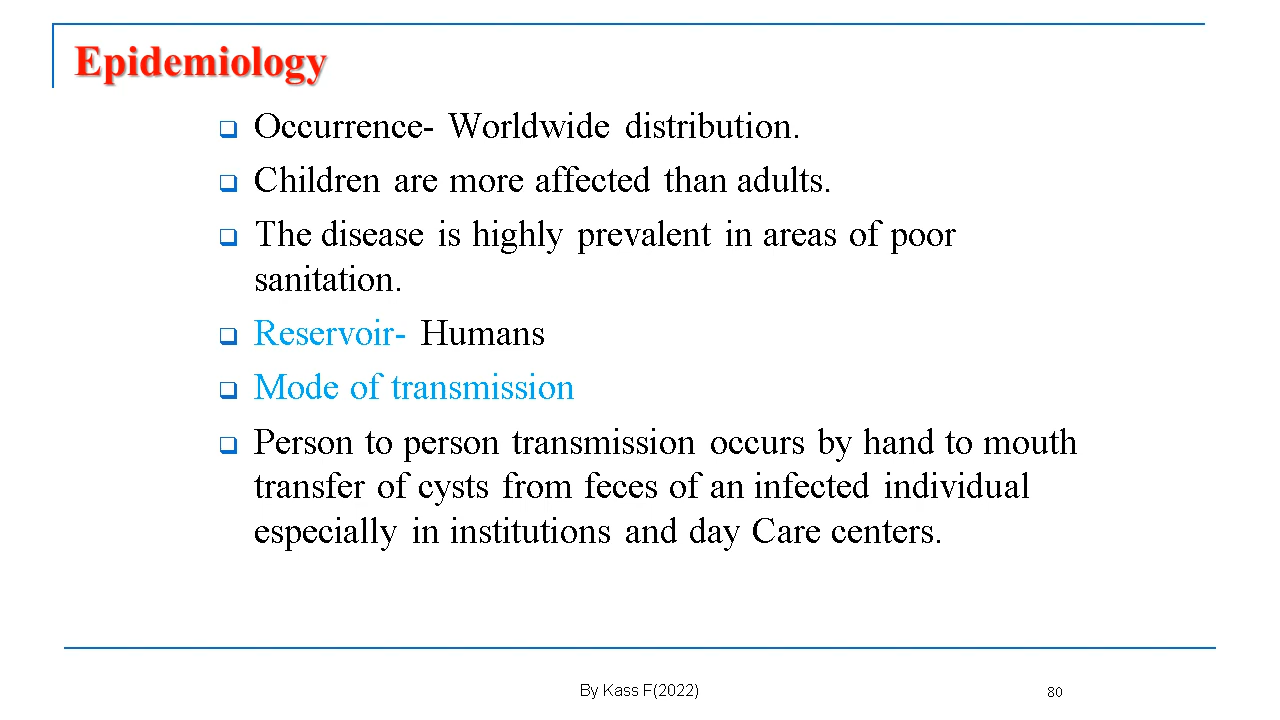 Epidemiology
❑ Occurrence- Worldwide distribution.
❑ Children are more affected than adults.
❑ The disease is highly prevalent in areas of poor
sanitation.
❑ Reservoir- Humans
❑ Mode of transmission
❑ Person to person transmission occurs by hand to mouth
transfer of cysts from feces of an infected individual
especially in institutions and day Care centers.
By Kass F(2022)
80